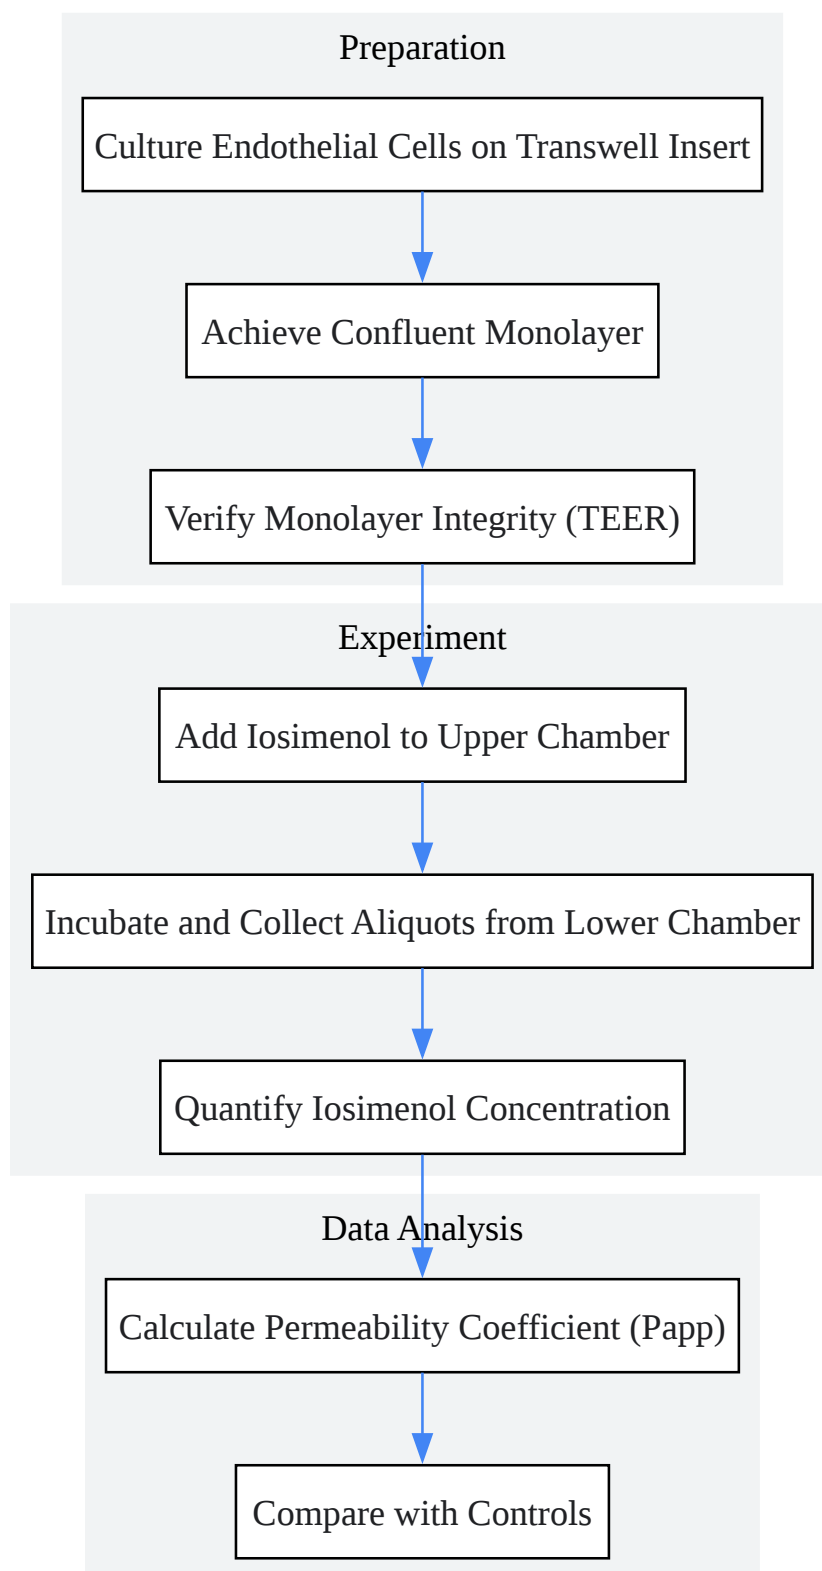 Preparation
Culture Endothelial Cells on Transwell Insert
Achieve Confluent Monolayer
Verify Monolayer Integrity (TEER)
Experiment
Add Iosimenol to Upper Chamber
Incubate and Collect Aliquots from Lower Chamber
Quantify Iosimenol Concentration
Data Analysis
Calculate Permeability Coefficient (Papp)
Compare with Controls